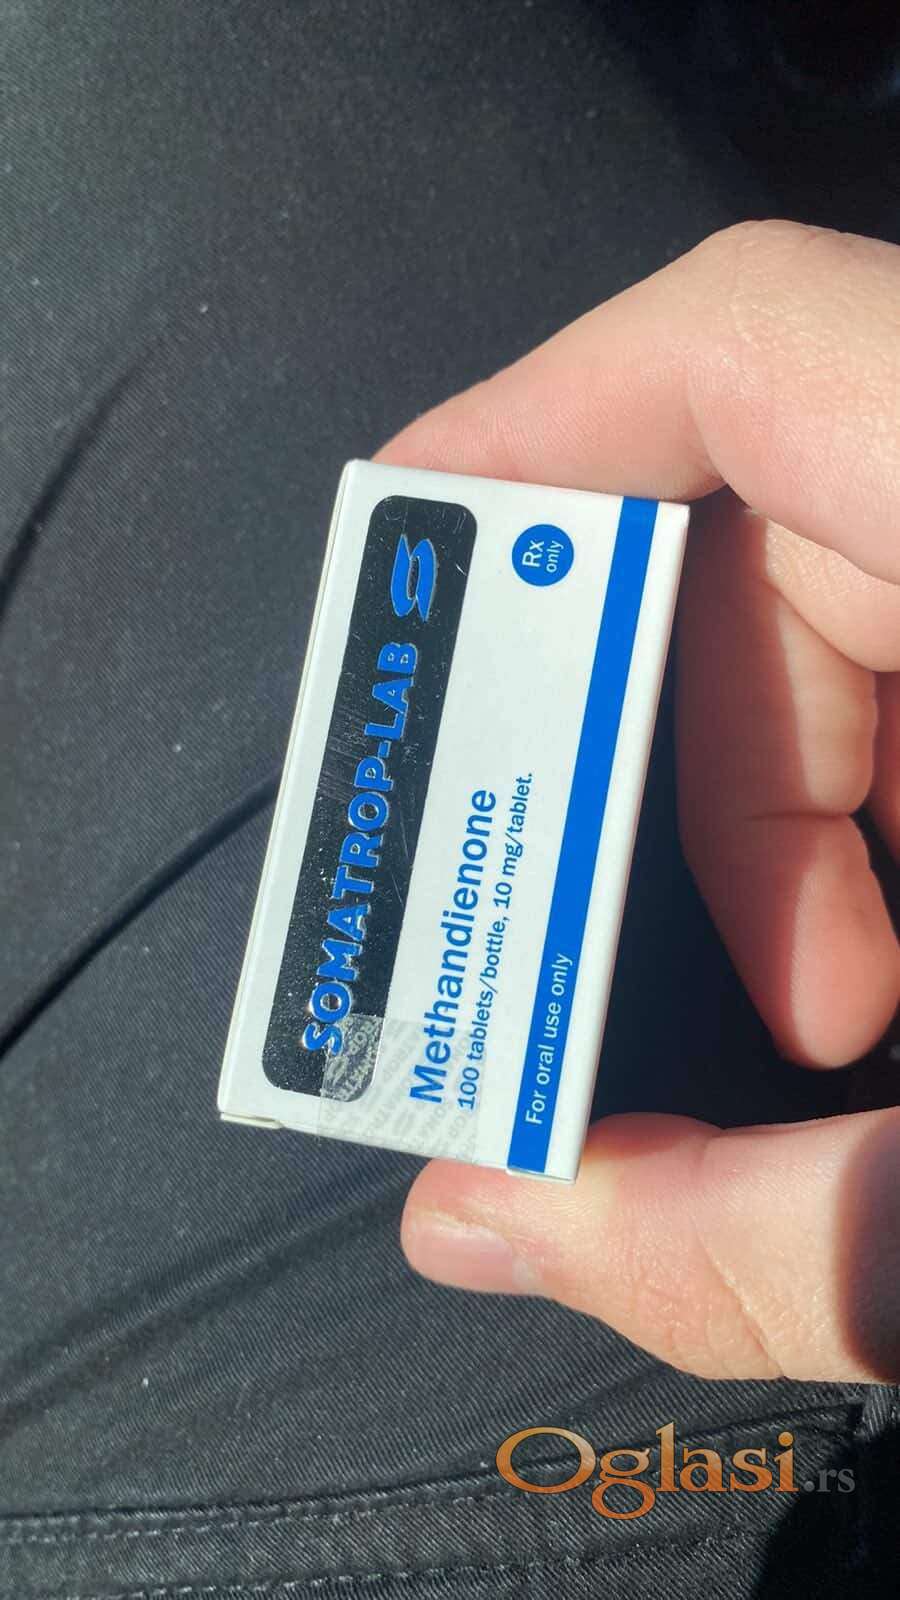 SOMATROP-LAB
Rx
only
Methandienone
100 tablets/bottle, 10 mg/tablet.
For oral use only
Oglasi.rs